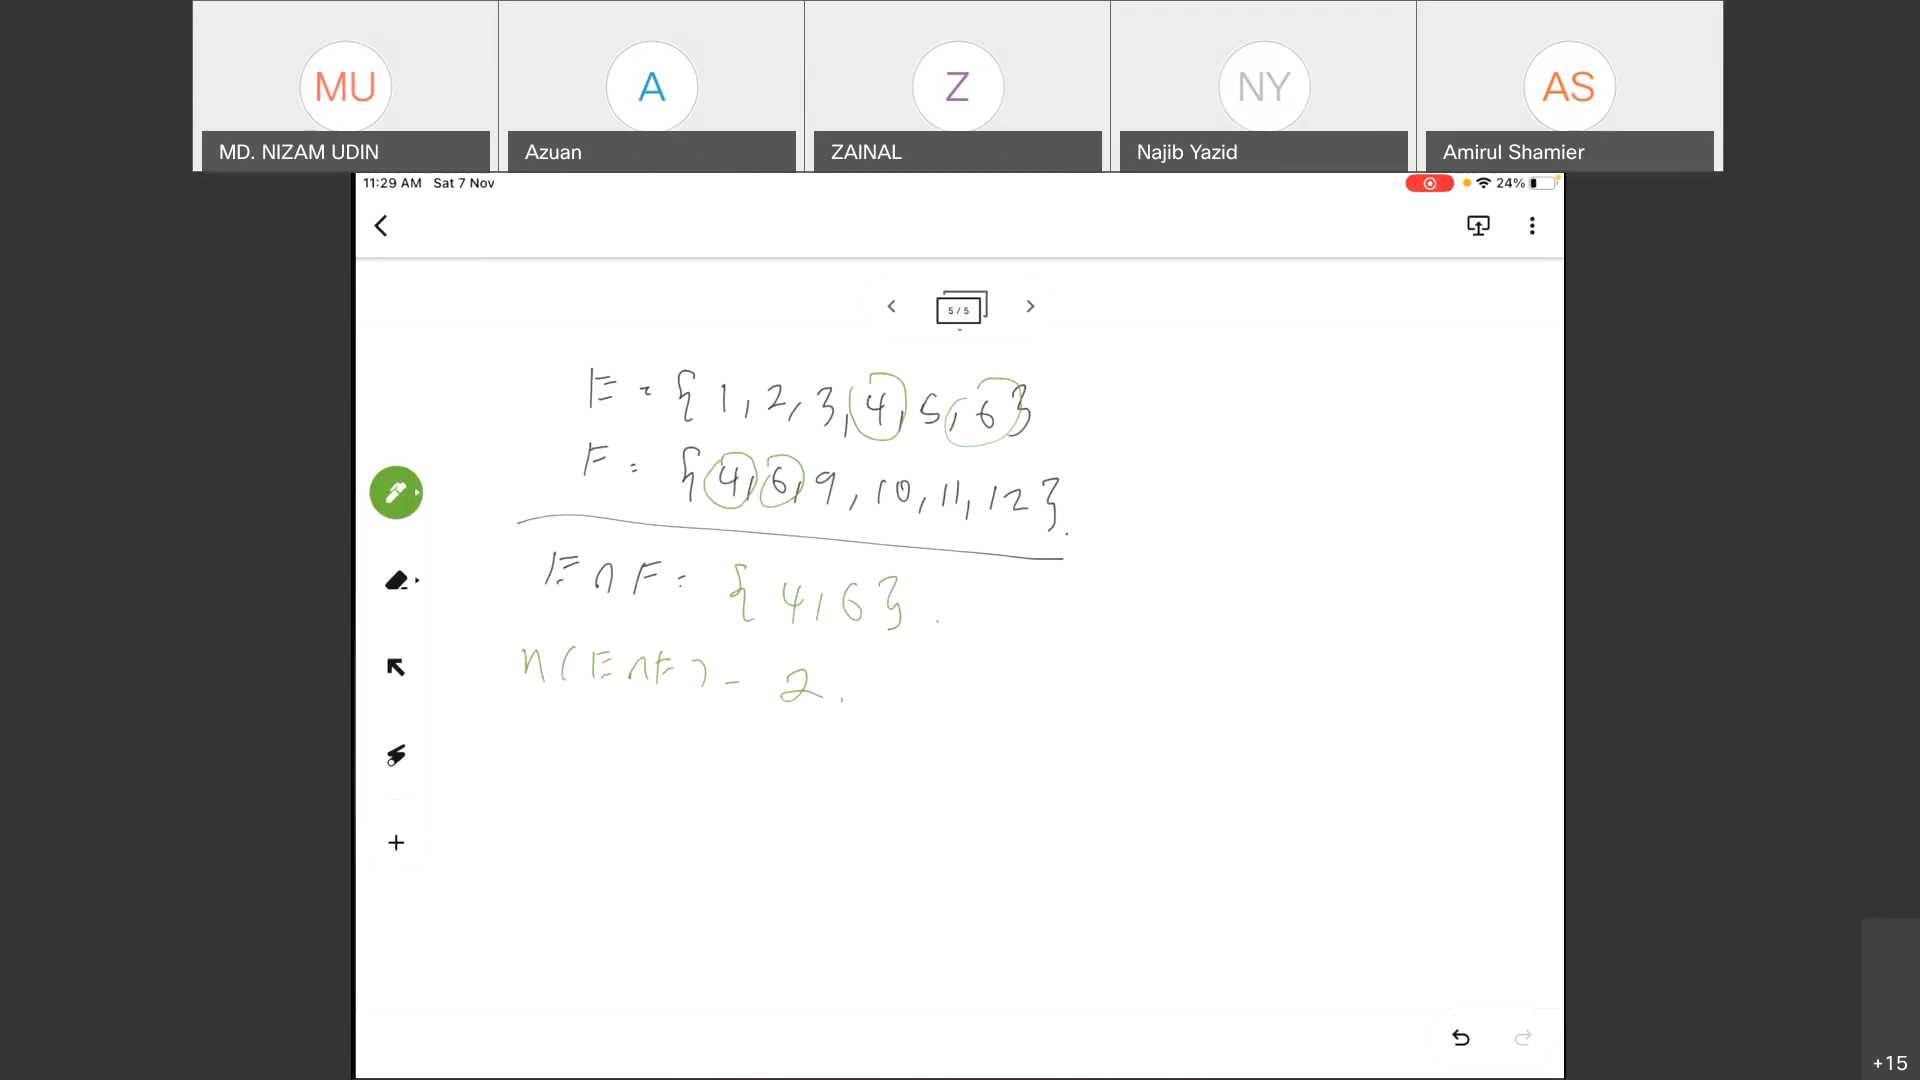 MU
A
Z
NY
AS
MD. NIZAM UDIN
Azuan
ZAINAL
Najib Yazid
Amirul Shamier
11:29 AM Sat 7 Nov
24%
5 / 5
E = { 1, 2, 3, 4, 5, 6 }
F = { 4, 6, 9, 10, 11, 12 }.
E ∩ F = { 4, 6 } .
n ( E ∩ F ) = 2 .
+15